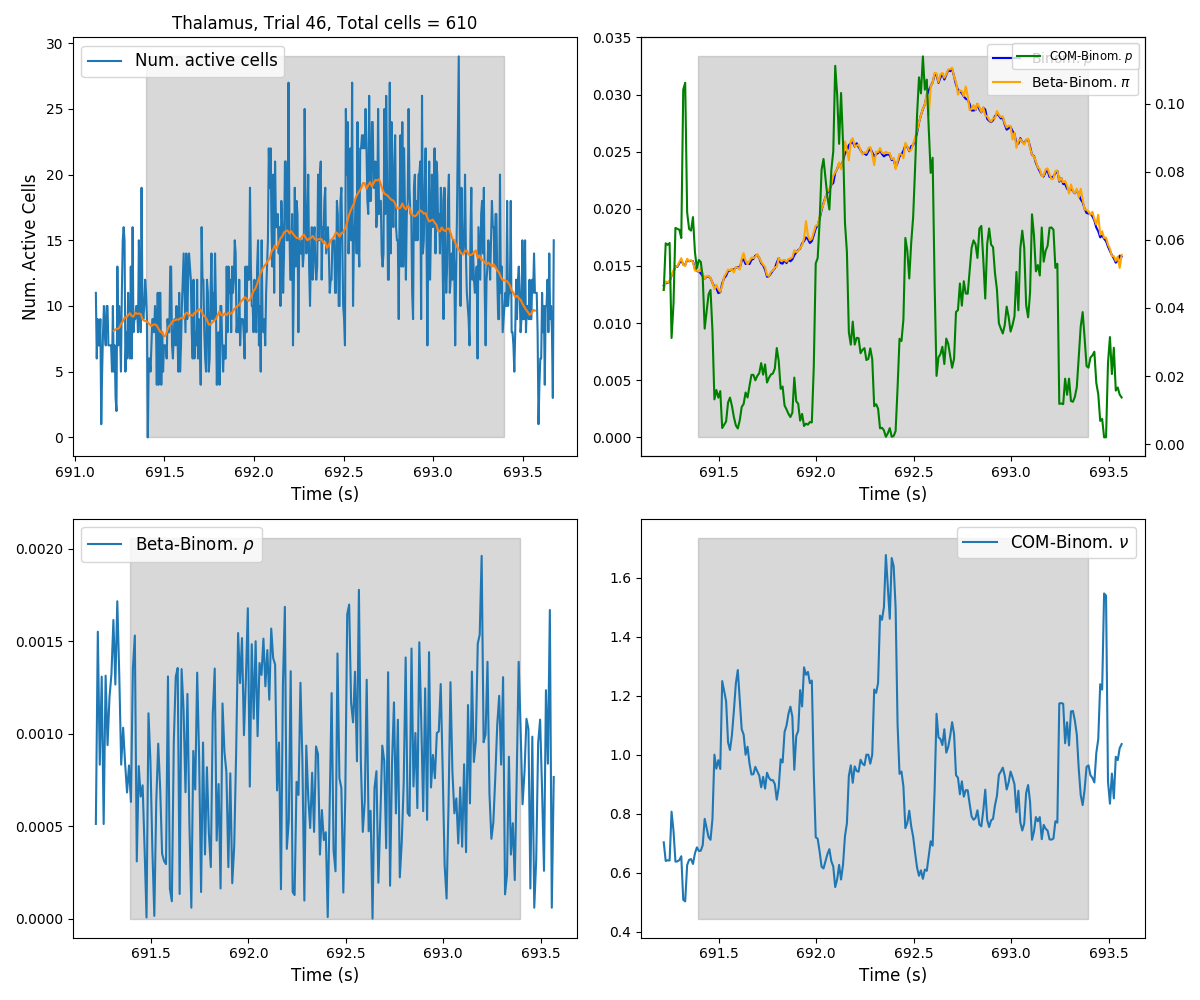 Thalamus, Trial 46, Total cells = 610
Num. active cells
Num. Active Cells
30
25
20
15
10
5
0
691.0 691.5 692.0 692.5 693.0 693.5
Time (s)
COM-Binom. p
Beta-Binom. π
0.035
0.030
0.025
0.020
0.015
0.010
0.005
0.000
0.10
0.08
0.06
0.04
0.02
0.00
691.5 692.0 692.5 693.0 693.5
Time (s)
Beta-Binom. ρ
0.0020
0.0015
0.0010
0.0005
0.0000
691.5 692.0 692.5 693.0 693.5
Time (s)
COM-Binom. ν
1.6
1.4
1.2
1.0
0.8
0.6
0.4
691.5 692.0 692.5 693.0 693.5
Time (s)